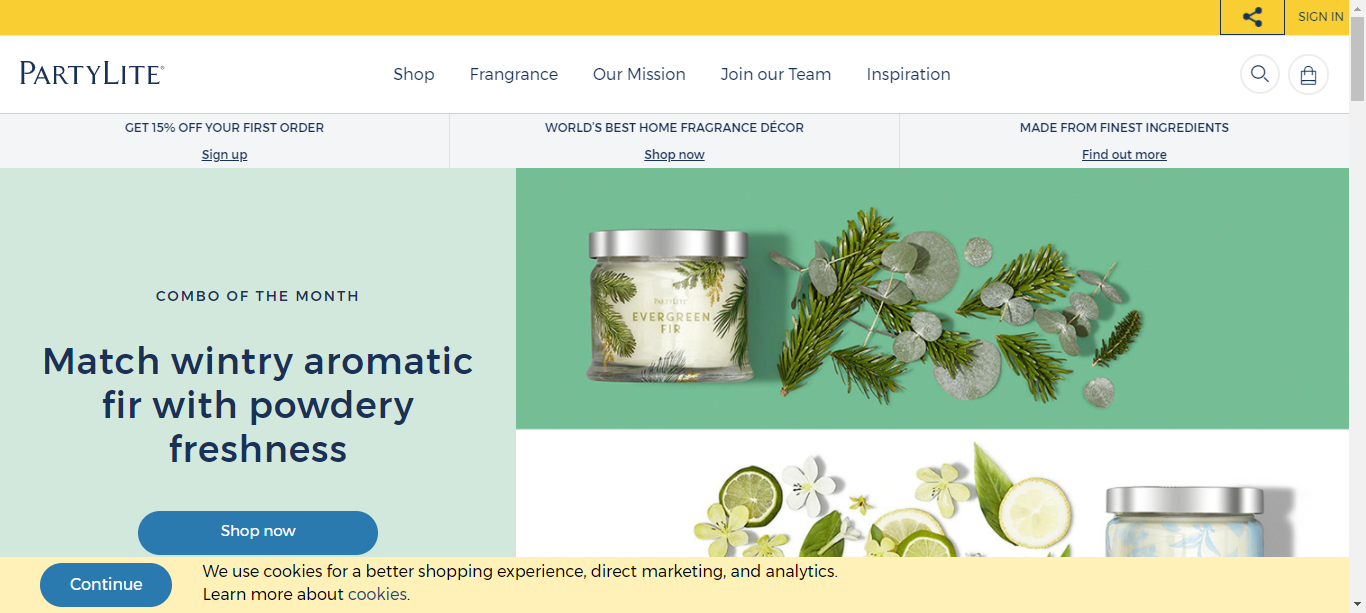 SIGN IN
PARTYLITE®
Shop
Frangrance
Our Mission
Join our Team
Inspiration
GET 15% OFF YOUR FIRST ORDER
Sign up
WORLD'S BEST HOME FRAGRANCE DÉCOR
Shop now
MADE FROM FINEST INGREDIENTS
Find out more
COMBO OF THE MONTH
Match wintry aromatic
fir with powdery
freshness
Shop now
PARTYLITE
EVERGREEN
FIR
Continue
We use cookies for a better shopping experience, direct marketing, and analytics.
Learn more about cookies.